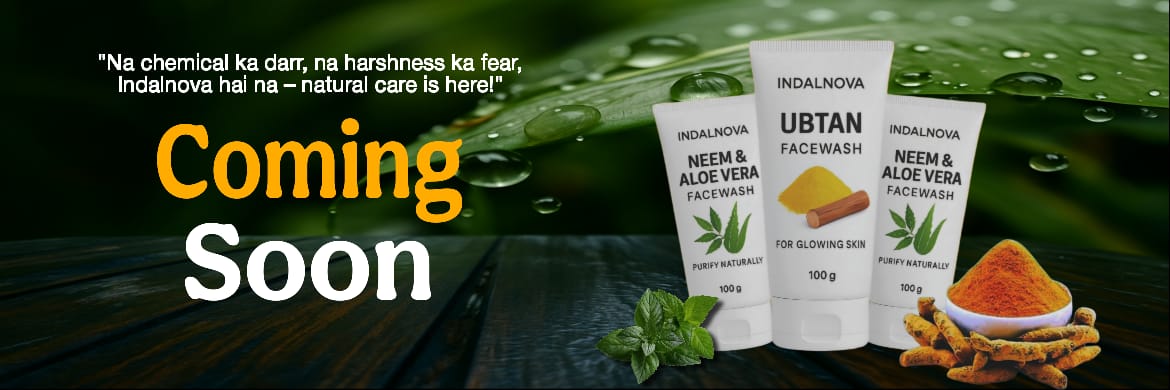 "Na chemical ka darr, na harshness ka fear,
Indalnova hai na – natural care is here!"
Coming
Soon
INDALNOVA
NEEM &
ALOE VERA
FACEWASH
PURIFY NATURALLY
100 g
INDALNOVA
UBTAN
FACEWASH
FOR GLOWING SKIN
100 g
INDALNOVA
NEEM &
ALOE VERA
FACEWASH
PURIFY NATURALLY
100 g